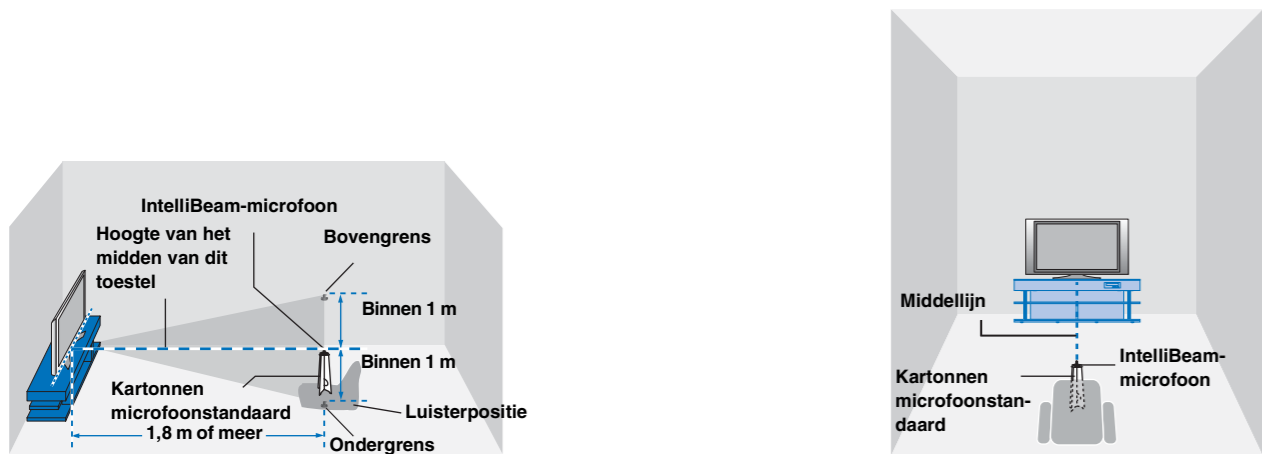 IntelliBeam-microfoon
Hoogte van het
midden van dit
toestel
Bovengrens
Binnen 1 m
Binnen 1 m
Kartonnen
microfoonstandaard
Luisterpositie
1,8 m of meer
Ondergrens
Middellijn
IntelliBeam-
microfoon
Kartonnen
microfoonstan-
daard